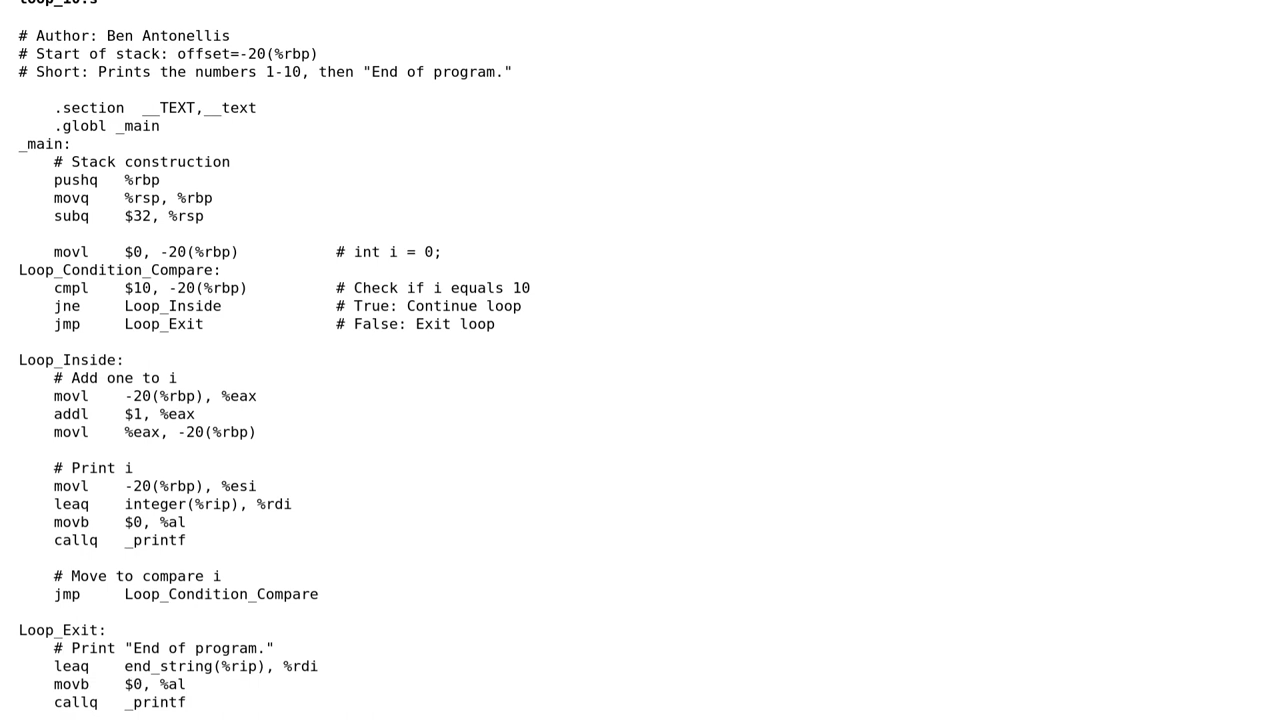 loop_10.s
# Author: Ben Antonellis
# Start of stack: offset=-20(%rbp)
# Short: Prints the numbers 1-10, then "End of program."
    .section  __TEXT,__text
    .globl _main
_main:
    # Stack construction
    pushq   %rbp
    movq    %rsp, %rbp
    subq    $32, %rsp
    movl    $0, -20(%rbp)           # int i = 0;
Loop_Condition_Compare:
    cmpl    $10, -20(%rbp)          # Check if i equals 10
    jne     Loop_Inside             # True: Continue loop
    jmp     Loop_Exit               # False: Exit loop
Loop_Inside:
    # Add one to i
    movl    -20(%rbp), %eax
    addl    $1, %eax
    movl    %eax, -20(%rbp)
    # Print i
    movl    -20(%rbp), %esi
    leaq    integer(%rip), %rdi
    movb    $0, %al
    callq   _printf
    # Move to compare i
    jmp     Loop_Condition_Compare
Loop_Exit:
    # Print "End of program."
    leaq    end_string(%rip), %rdi
    movb    $0, %al
    callq   _printf